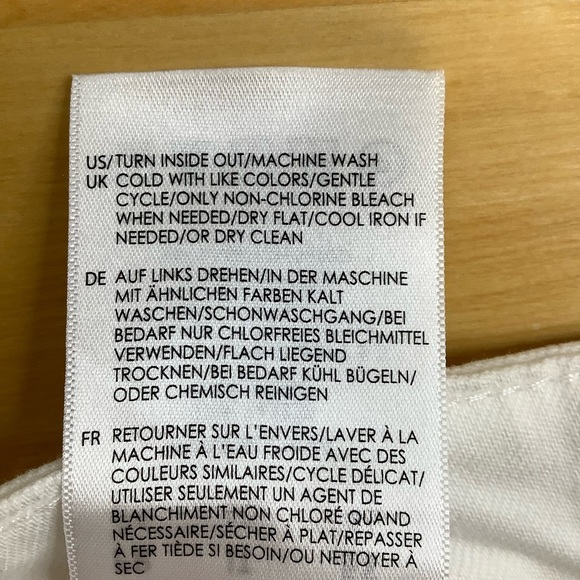 US/TURN INSIDE OUT/MACHINE WASH
UK COLD WITH LIKE COLORS/GENTLE
CYCLE/ONLY NON-CHLORINE BLEACH
WHEN NEEDED/DRY FLAT/COOL IRON IF
NEEDED/OR DRY CLEAN
DE AUF LINKS DREHEN/IN DER MASCHINE
MIT ÄHNLICHEN FARBEN KALT
WASCHEN/SCHONWASCHGANG/BEI
BEDARF NUR CHLORFREIES BLEICHMITTEL
VERWENDEN/FLACH LIEGEND
TROCKNEN/BEI BEDARF KÜHL BÜGELN/
ODER CHEMISCH REINIGEN
FR RETOURNER SUR L'ENVERS/LAVER À LA
MACHINE À L'EAU FROIDE AVEC DES
COULEURS SIMILAIRES/CYCLE DÉLICAT/
UTILISER SEULEMENT UN AGENT DE
BLANCHIMENT NON CHLORÉ QUAND
NÉCESSAIRE/SÉCHER À PLAT/REPASSER
À FER TIÈDE SI BESOIN/OU NETTOYER À
SEC